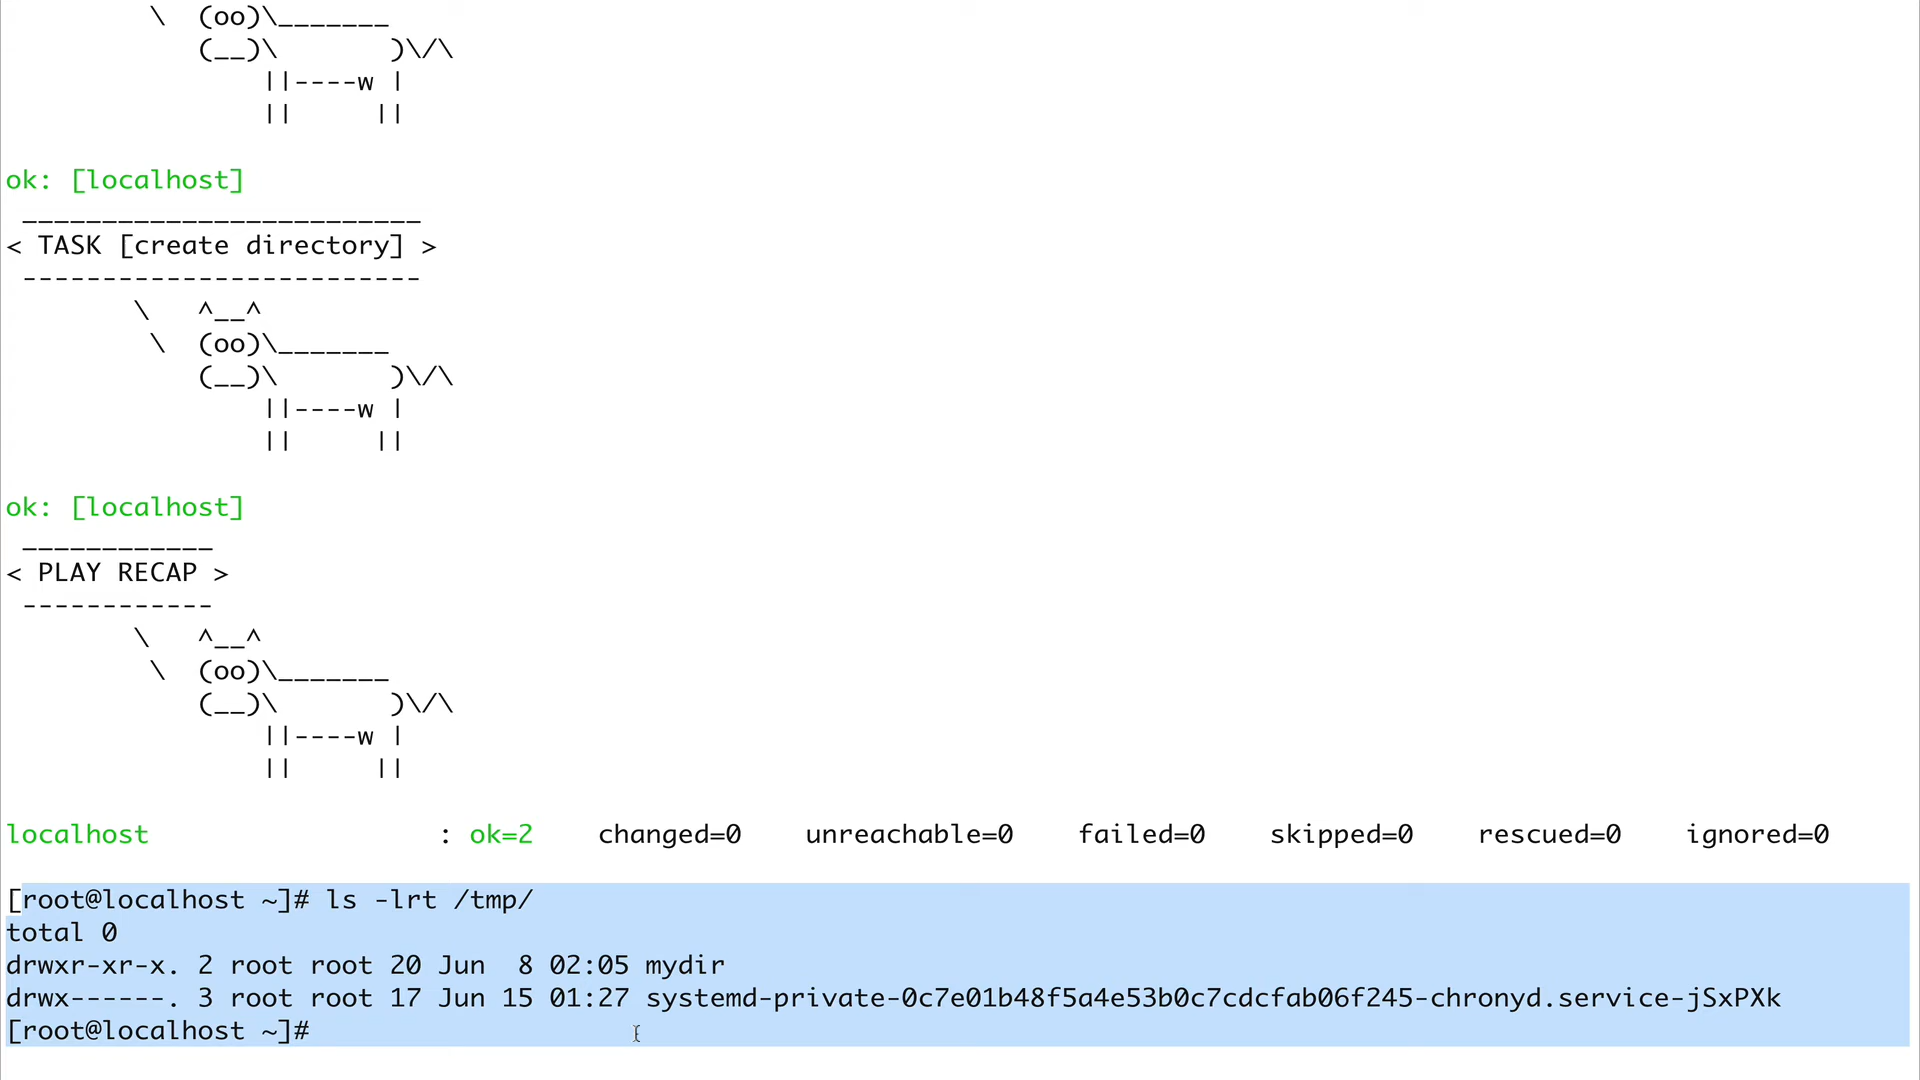 \  (oo)\_______
            (__)\       )\/\
                ||----w |
                ||     ||

ok: [localhost]
 _________________________
< TASK [create directory] >
 -------------------------
        \   ^__^
         \  (oo)\_______
            (__)\       )\/\
                ||----w |
                ||     ||

ok: [localhost]
 ____________
< PLAY RECAP >
 ------------
        \   ^__^
         \  (oo)\_______
            (__)\       )\/\
                ||----w |
                ||     ||

localhost                  : ok=2    changed=0    unreachable=0    failed=0    skipped=0    rescued=0    ignored=0

[root@localhost ~]# ls -lrt /tmp/
total 0
drwxr-xr-x. 2 root root 20 Jun  8 02:05 mydir
drwx------. 3 root root 17 Jun 15 01:27 systemd-private-0c7e01b48f5a4e53b0c7cdcfab06f245-chronyd.service-jSxPXk
[root@localhost ~]#